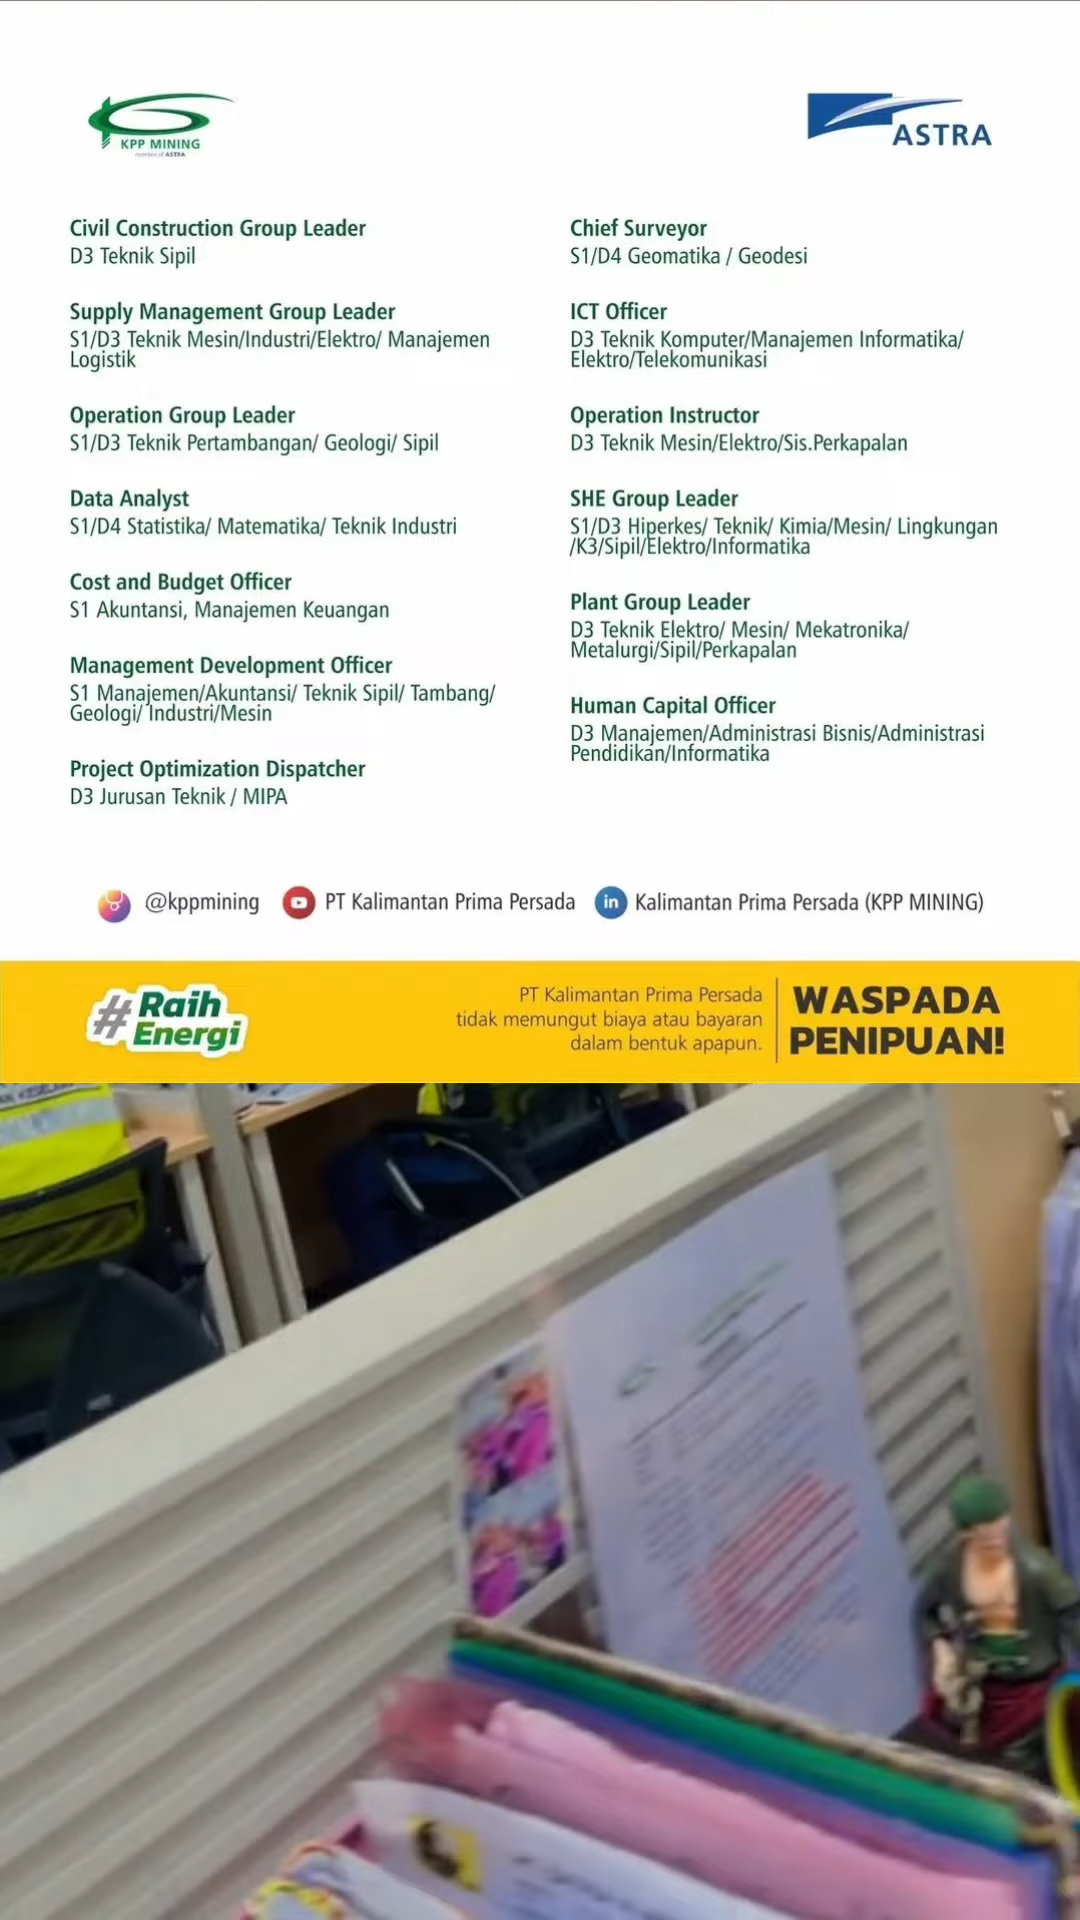 KPP MINING
member of ASTRA
ASTRA
Civil Construction Group Leader
D3 Teknik Sipil
Supply Management Group Leader
S1/D3 Teknik Mesin/Industri/Elektro/ Manajemen
Logistik
Operation Group Leader
S1/D3 Teknik Pertambangan/ Geologi/ Sipil
Data Analyst
S1/D4 Statistika/ Matematika/ Teknik Industri
Cost and Budget Officer
S1 Akuntansi, Manajemen Keuangan
Management Development Officer
S1 Manajemen/Akuntansi/ Teknik Sipil/ Tambang/
Geologi/ Industri/Mesin
Project Optimization Dispatcher
D3 Jurusan Teknik / MIPA
Chief Surveyor
S1/D4 Geomatika / Geodesi
ICT Officer
D3 Teknik Komputer/Manajemen Informatika/
Elektro/Telekomunikasi
Operation Instructor
D3 Teknik Mesin/Elektro/Sis.Perkapalan
SHE Group Leader
S1/D3 Hiperkes/ Teknik/ Kimia/Mesin/ Lingkungan
/K3/Sipil/Elektro/Informatika
Plant Group Leader
D3 Teknik Elektro/ Mesin/ Mekatronika/
Metalurgi/Sipil/Perkapalan
Human Capital Officer
D3 Manajemen/Administrasi Bisnis/Administrasi
Pendidikan/Informatika
@kppmining
PT Kalimantan Prima Persada
in Kalimantan Prima Persada (KPP MINING)
#Raih
Energi
PT Kalimantan Prima Persada
tidak memungut biaya atau bayaran
dalam bentuk apapun.
WASPADA
PENIPUAN!